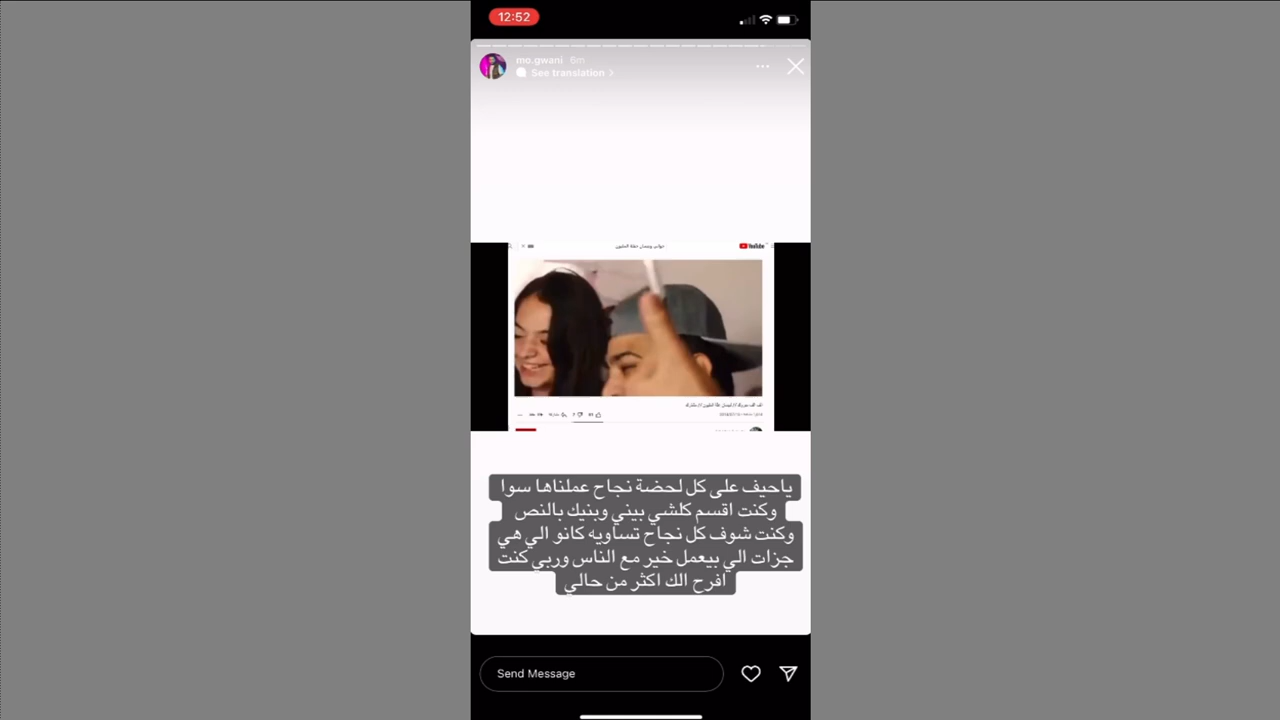 12:52
mo.gwani 6m
See translation >
YouTube
ياحيف على كل لحضة نجاح عملناها سوا
وكنت اقسم كلشي بيني وبنيك بالنص
وكنت شوف كل نجاح تساويه كانو الي هي
جزات الي بيعمل خير مع الناس وربي كنت
افرح الك اكثر من حالي
Send Message